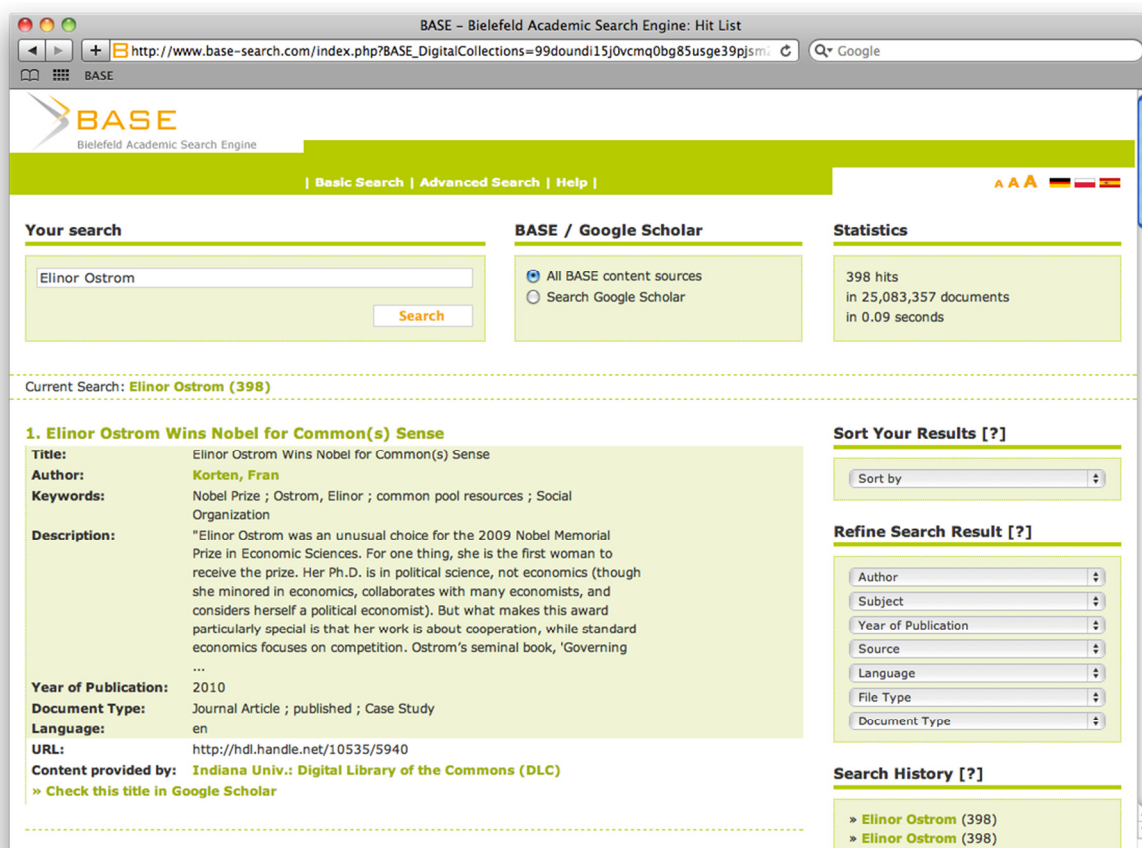 BASE – Bielefeld Academic Search Engine: Hit List
http://www.base-search.com/index.php?BASE_DigitalCollections=99doundi15j0vcmq0bg85usge39pjsm
Google
BASE
BASE
Bielefeld Academic Search Engine
| Basic Search | Advanced Search | Help |
A A A
Your search
Elinor Ostrom
Search
BASE / Google Scholar
All BASE content sources
Search Google Scholar
Statistics
398 hits
in 25,083,357 documents
in 0.09 seconds
Current Search: Elinor Ostrom (398)
1. Elinor Ostrom Wins Nobel for Common(s) Sense
Title: Elinor Ostrom Wins Nobel for Common(s) Sense
Author: Korten, Fran
Keywords: Nobel Prize ; Ostrom, Elinor ; common pool resources ; Social
Organization
Description: "Elinor Ostrom was an unusual choice for the 2009 Nobel Memorial
Prize in Economic Sciences. For one thing, she is the first woman to
receive the prize. Her Ph.D. is in political science, not economics (though
she minored in economics, collaborates with many economists, and
considers herself a political economist). But what makes this award
particularly special is that her work is about cooperation, while standard
economics focuses on competition. Ostrom's seminal book, 'Governing
...
Year of Publication: 2010
Document Type: Journal Article ; published ; Case Study
Language: en
URL: http://hdl.handle.net/10535/5940
Content provided by: Indiana Univ.: Digital Library of the Commons (DLC)
» Check this title in Google Scholar
Sort Your Results [?]
Sort by
Refine Search Result [?]
Author
Subject
Year of Publication
Source
Language
File Type
Document Type
Search History [?]
» Elinor Ostrom (398)
» Elinor Ostrom (398)